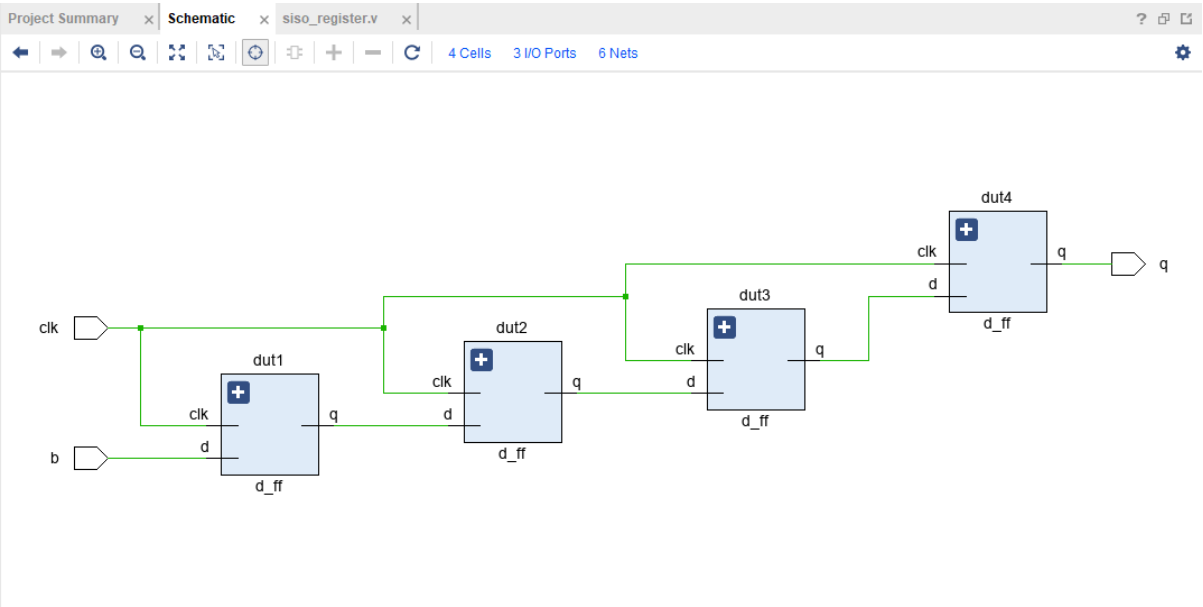 Project Summary × Schematic × siso_register.v ×
4 Cells 3 I/O Ports 6 Nets
dut4
clk q
q
d
d_ff
dut3
clk q
d
d_ff
clk
dut2
clk q
d
d_ff
dut1
clk q
d
b
d_ff